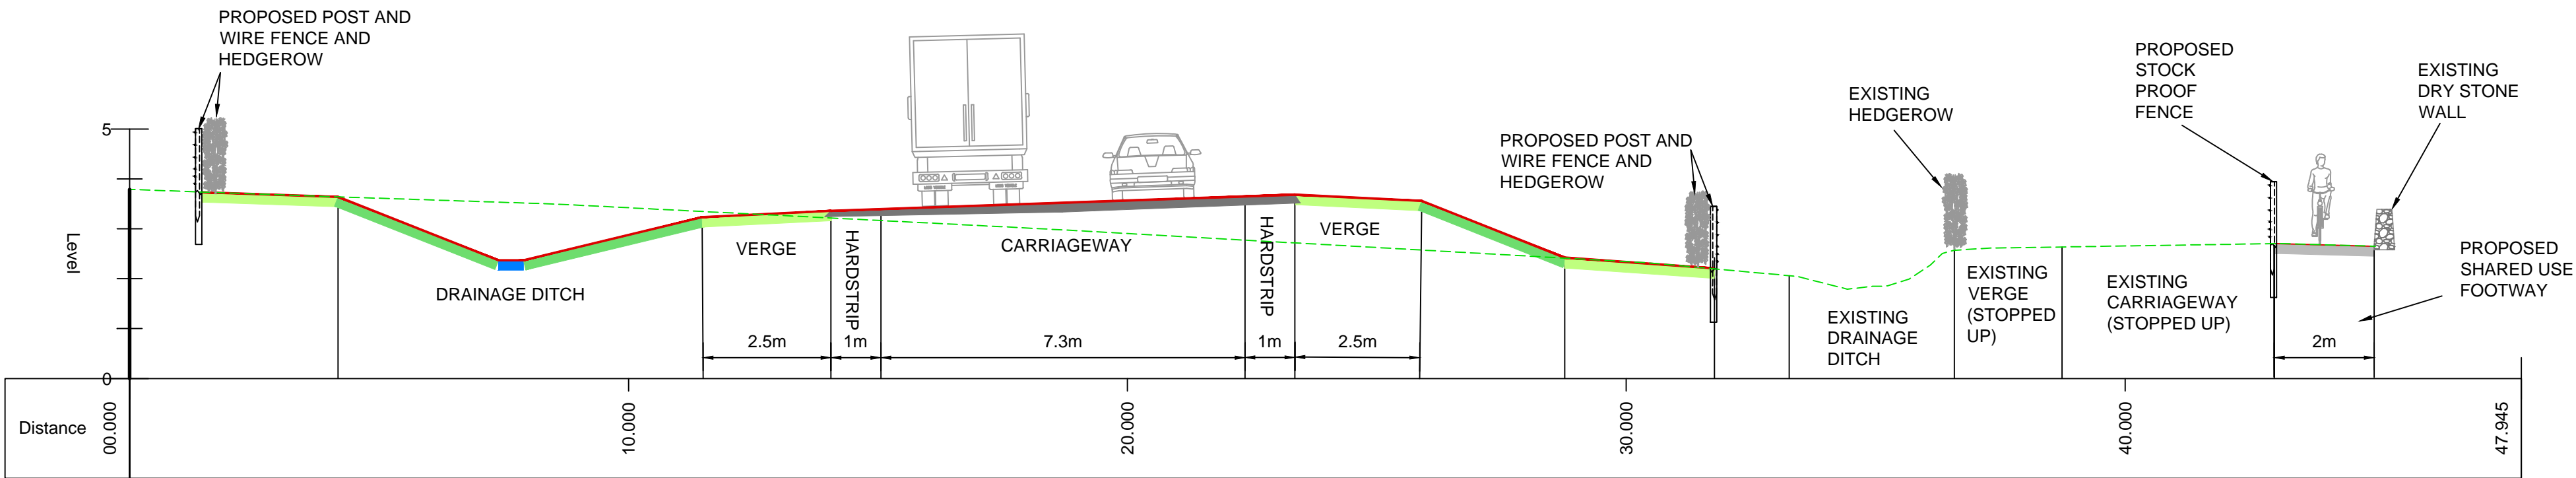 PROPOSED POST AND
WIRE FENCE AND
HEDGEROW
PROPOSED
STOCK
PROOF
FENCE
EXISTING
DRY STONE
WALL
EXISTING
HEDGEROW
PROPOSED POST AND
WIRE FENCE AND
HEDGEROW
5
Level
0
DRAINAGE DITCH
VERGE
HARDSTRIP
CARRIAGEWAY
HARDSTRIP
VERGE
EXISTING
DRAINAGE
DITCH
EXISTING
VERGE
(STOPPED
UP)
EXISTING
CARRIAGEWAY
(STOPPED UP)
PROPOSED
SHARED USE
FOOTWAY
2.5m
1m
7.3m
1m
2.5m
2m
Distance
00.000
10.000
20.000
30.000
40.000
47.945